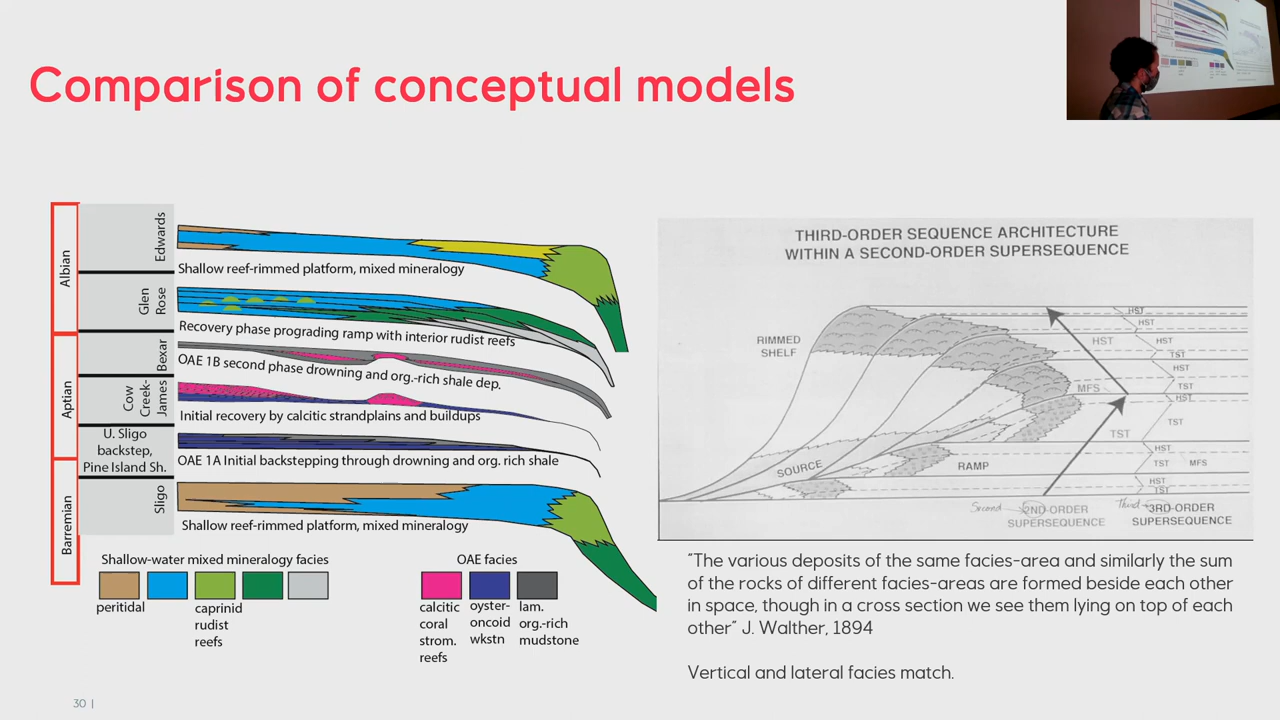 Comparison of conceptual models
Albian
Aptian
Barremian
Edwards
Shallow reef-rimmed platform, mixed mineralogy
Glen
Rose
Recovery phase prograding ramp with interior rudist reefs
Bexar
OAE 1B second phase drowning and org.-rich shale dep.
Cow
Creek-
James
Initial recovery by calcitic strandplains and buildups
U. Sligo
backstep,
Pine Island Sh.
OAE 1A Initial backstepping through drowning and org. rich shale
Sligo
Shallow reef-rimmed platform, mixed mineralogy
Shallow-water mixed mineralogy facies
peritidal
caprinid
rudist
reefs
OAE facies
calcitic
coral
strom.
reefs
oyster-
oncoid
wkstn
lam.
org.-rich
mudstone
THIRD-ORDER SEQUENCE ARCHITECTURE
WITHIN A SECOND-ORDER SUPERSEQUENCE
RIMMED
SHELF
SOURCE
RAMP
HST
MFS
TST
HST
HST
HST
TST
HST
TST
HST
TST
HST
TST
MFS
HST
TST
Second
2ND-ORDER
SUPERSEQUENCE
Third
3RD-ORDER
SUPERSEQUENCE
"The various deposits of the same facies-area and similarly the sum
of the rocks of different facies-areas are formed beside each other
in space, though in a cross section we see them lying on top of each
other" J. Walther, 1894
Vertical and lateral facies match.
30 |